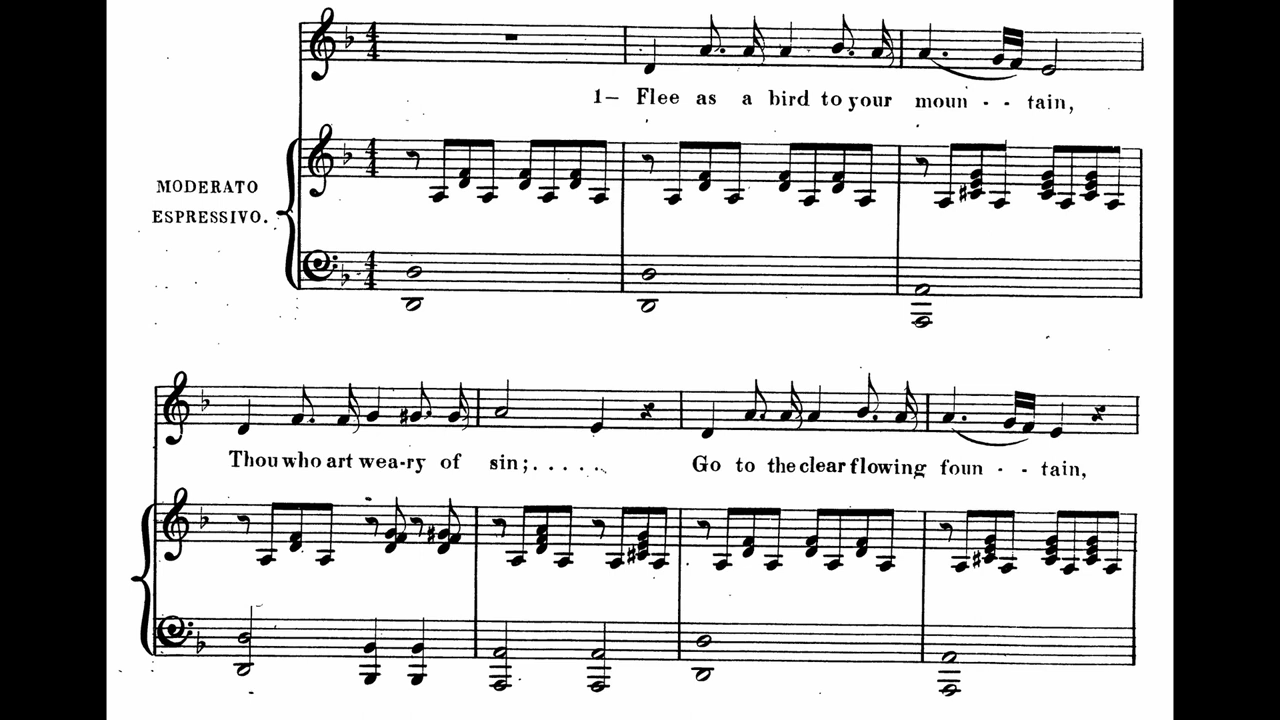 1– Flee as a bird to your moun - - tain,
MODERATO
ESPRESSIVO.
Thou who art wea-ry of sin;.....
Go to the clear flowing foun - - tain,